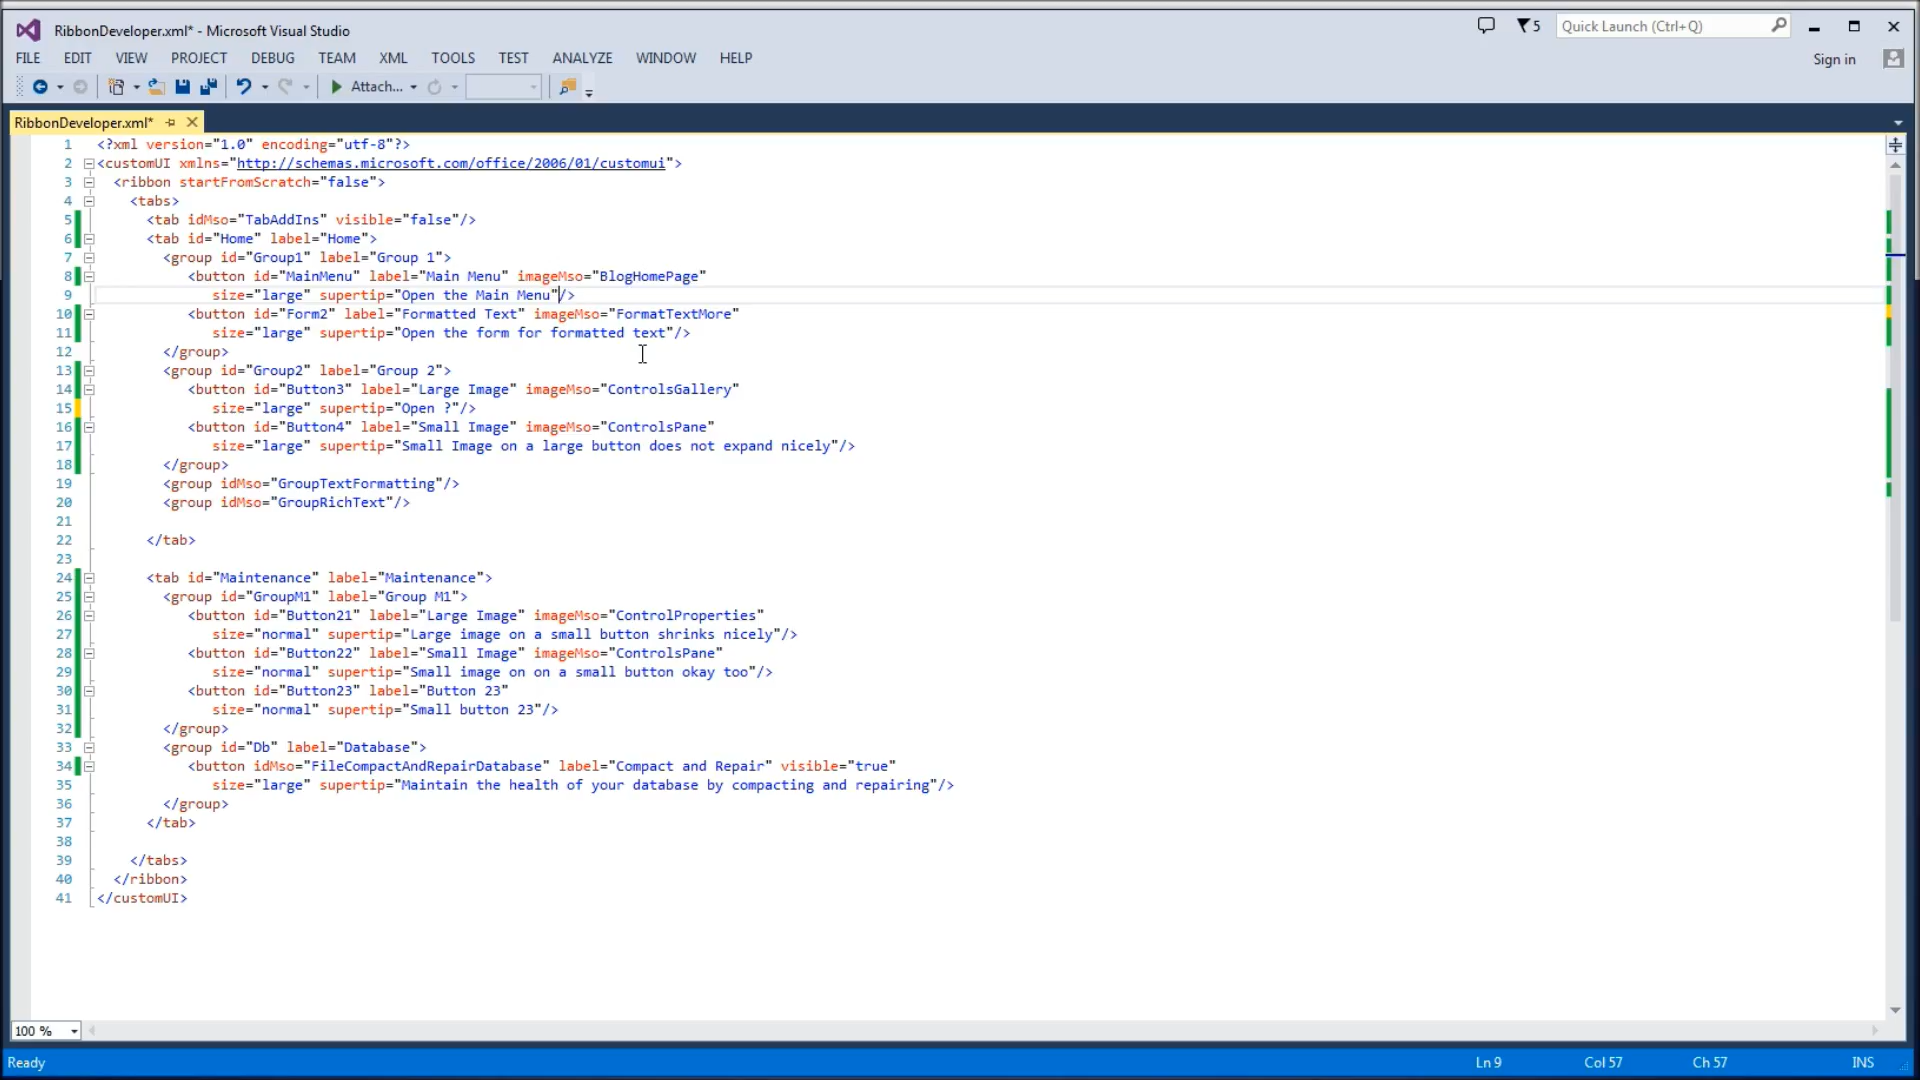 RibbonDeveloper.xml* - Microsoft Visual Studio
5
Quick Launch (Ctrl+Q)
FILE EDIT VIEW PROJECT DEBUG TEAM XML TOOLS TEST ANALYZE WINDOW HELP
Sign in
Attach...
RibbonDeveloper.xml*
1 <?xml version="1.0" encoding="utf-8"?>
2 <customUI xmlns="http://schemas.microsoft.com/office/2006/01/customui">
3 <ribbon startFromScratch="false">
4 <tabs>
5 <tab idMso="TabAddIns" visible="false"/>
6 <tab id="Home" label="Home">
7 <group id="Group1" label="Group 1">
8 <button id="MainMenu" label="Main Menu" imageMso="BlogHomePage"
9 size="large" supertip="Open the Main Menu"/>
10 <button id="Form2" label="Formatted Text" imageMso="FormatTextMore"
11 size="large" supertip="Open the form for formatted text"/>
12 </group>
13 <group id="Group2" label="Group 2">
14 <button id="Button3" label="Large Image" imageMso="ControlsGallery"
15 size="large" supertip="Open ?"/>
16 <button id="Button4" label="Small Image" imageMso="ControlsPane"
17 size="large" supertip="Small Image on a large button does not expand nicely"/>
18 </group>
19 <group idMso="GroupTextFormatting"/>
20 <group idMso="GroupRichText"/>
21
22 </tab>
23
24 <tab id="Maintenance" label="Maintenance">
25 <group id="GroupM1" label="Group M1">
26 <button id="Button21" label="Large Image" imageMso="ControlProperties"
27 size="normal" supertip="Large image on a small button shrinks nicely"/>
28 <button id="Button22" label="Small Image" imageMso="ControlsPane"
29 size="normal" supertip="Small image on on a small button okay too"/>
30 <button id="Button23" label="Button 23"
31 size="normal" supertip="Small button 23"/>
32 </group>
33 <group id="Db" label="Database">
34 <button idMso="FileCompactAndRepairDatabase" label="Compact and Repair" visible="true"
35 size="large" supertip="Maintain the health of your database by compacting and repairing"/>
36 </group>
37 </tab>
38
39 </tabs>
40 </ribbon>
41 </customUI>
100 %
Ready Ln 9 Col 57 Ch 57 INS